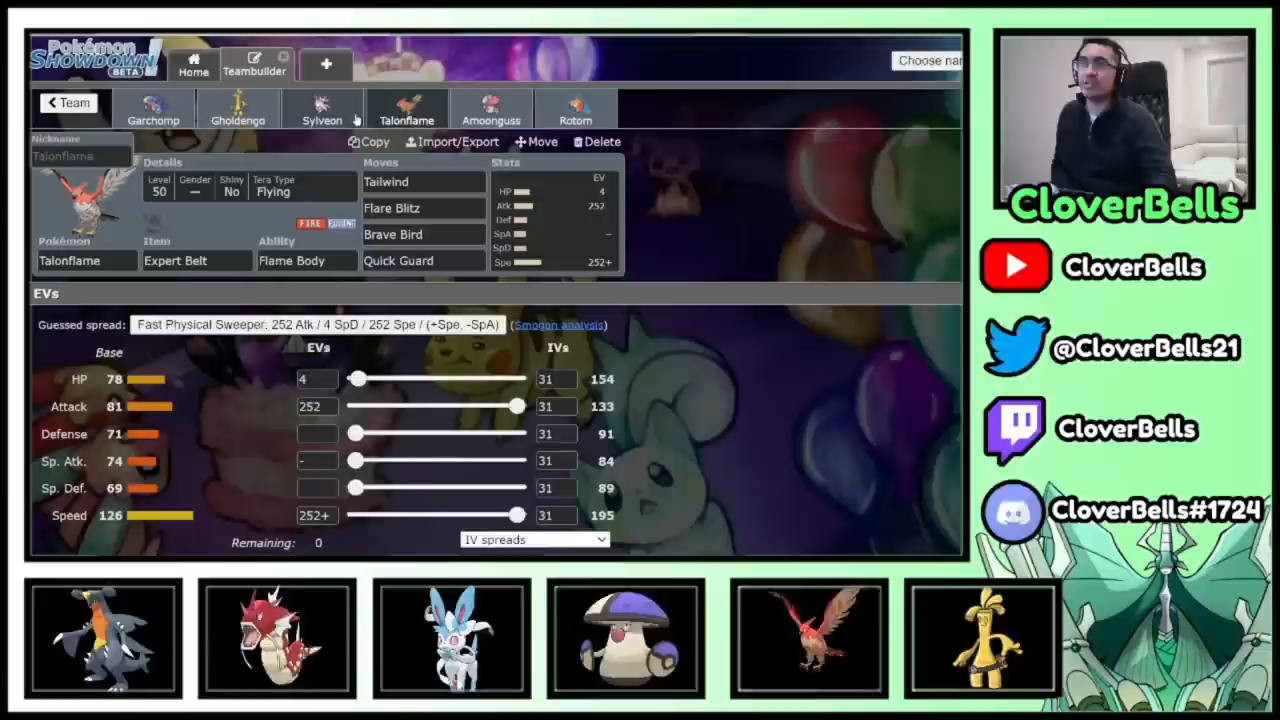 Pokémon
SHOWDOWN!
BETA
Home
Teambuilder
+
Choose nar
< Team
Garchomp
Gholdengo
Sylveon
Talonflame
Amoonguss
Rotom
Nickname
Talonflame
Copy
Import/Export
Move
Delete
Details
Level
50
Gender
—
Shiny
No
Tera Type
Flying
FIRE
Pokémon
Talonflame
Item
Expert Belt
Ability
Flame Body
Moves
Tailwind
Flare Blitz
Brave Bird
Quick Guard
Stats
EV
HP 4
Atk 252
Def
SpA –
SpD
Spe 252+
EVs
Guessed spread: Fast Physical Sweeper: 252 Atk / 4 SpD / 252 Spe / (+Spe, -SpA) (Smogon analysis)
Base EVs IVs
HP 78 4 31 154
Attack 81 252 31 133
Defense 71 31 91
Sp. Atk. 74 - 31 84
Sp. Def. 69 31 89
Speed 126 252+ 31 195
Remaining: 0
IV spreads
CloverBells
CloverBells
@CloverBells21
CloverBells
CloverBells#1724